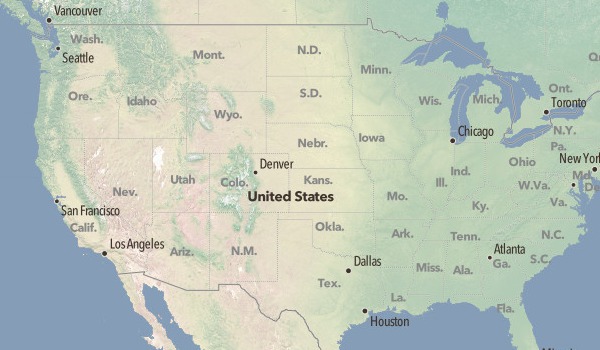 Vancouver
Wash.
Seattle
Mont.
N.D.
Minn.
Ore.
Idaho
Wyo.
S.D.
Wis.
Mich.
Ont.
Toronto
N.Y.
Chicago
Nebr.
Iowa
Pa.
Denver
Ohio
New York
Nev.
Utah
Colo.
Kans.
Ill.
Ind.
W.Va.
Md.
United States
Mo.
Ky.
Va.
San Francisco
Calif.
Okla.
Ark.
Tenn.
N.C.
Los Angeles
Ariz.
N.M.
Dallas
Atlanta
Miss.
Ala.
Ga.
S.C.
Tex.
La.
Houston
Fla.